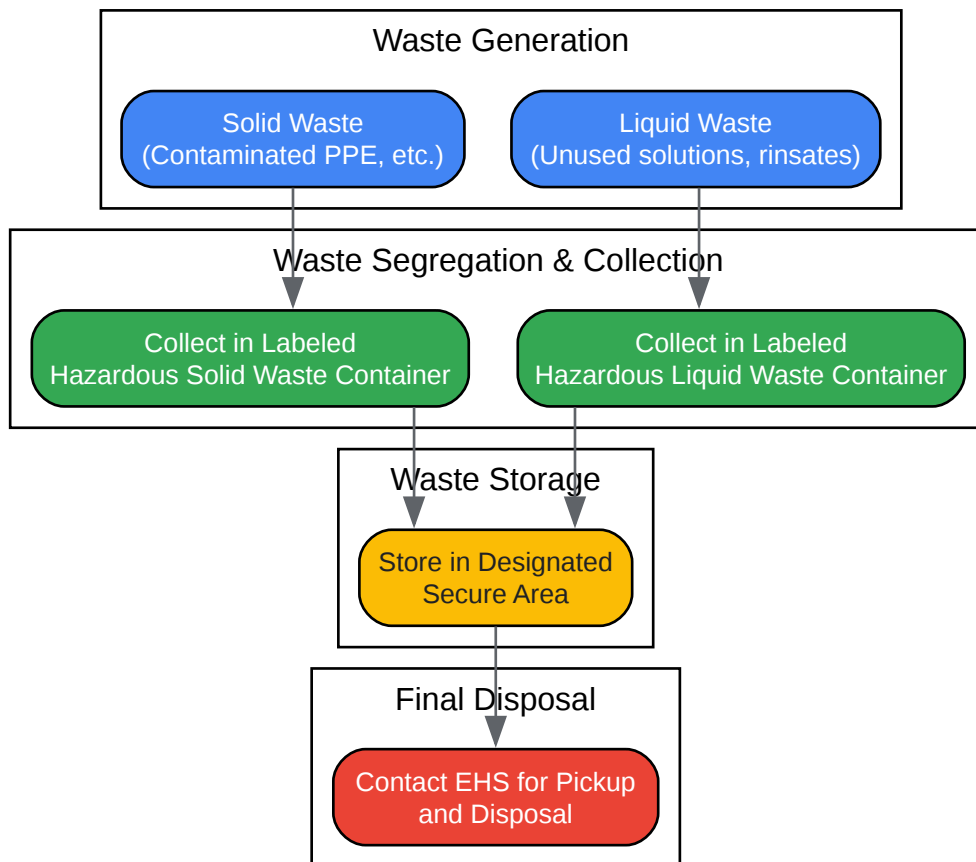 Waste Generation
Solid Waste
(Contaminated PPE, etc.)
Liquid Waste
(Unused solutions, rinsates)
Waste Segregation & Collection
Collect in Labeled
Hazardous Solid Waste Container
Collect in Labeled
Hazardous Liquid Waste Container
Waste Storage
Store in Designated
Secure Area
Final Disposal
Contact EHS for Pickup
and Disposal